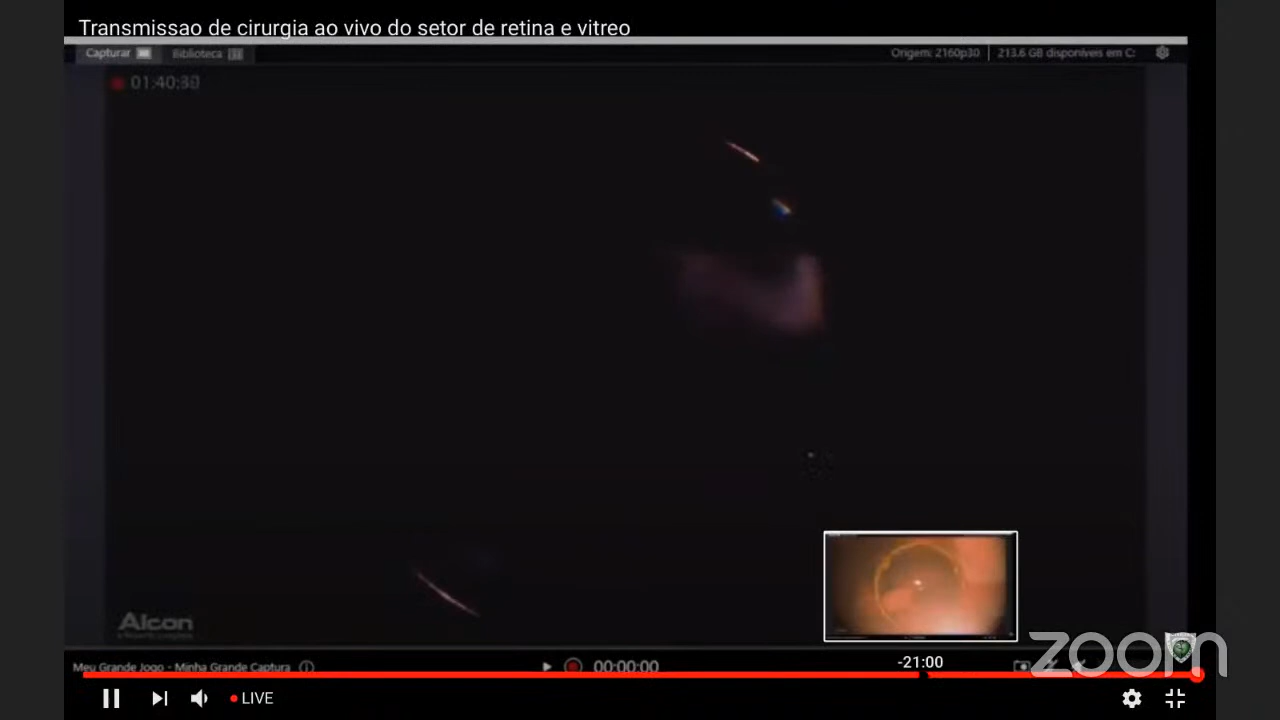 Transmissao de cirurgia ao vivo do setor de retina e vitreo
Capturar Biblioteca Origem: 2160p30 213.6 GB disponíveis em C:
01:40:30
Alcon
Meu Grande Jogo - Minha Grande Captura 00:00:00
-21:00
zoom
LIVE